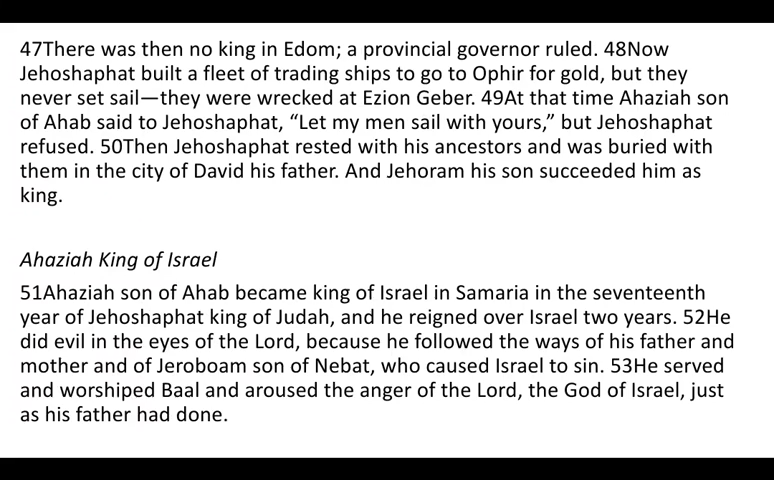 47There was then no king in Edom; a provincial governor ruled. 48Now
Jehoshaphat built a fleet of trading ships to go to Ophir for gold, but they
never set sail—they were wrecked at Ezion Geber. 49At that time Ahaziah son
of Ahab said to Jehoshaphat, “Let my men sail with yours,” but Jehoshaphat
refused. 50Then Jehoshaphat rested with his ancestors and was buried with
them in the city of David his father. And Jehoram his son succeeded him as
king.
Ahaziah King of Israel
51Ahaziah son of Ahab became king of Israel in Samaria in the seventeenth
year of Jehoshaphat king of Judah, and he reigned over Israel two years. 52He
did evil in the eyes of the Lord, because he followed the ways of his father and
mother and of Jeroboam son of Nebat, who caused Israel to sin. 53He served
and worshiped Baal and aroused the anger of the Lord, the God of Israel, just
as his father had done.